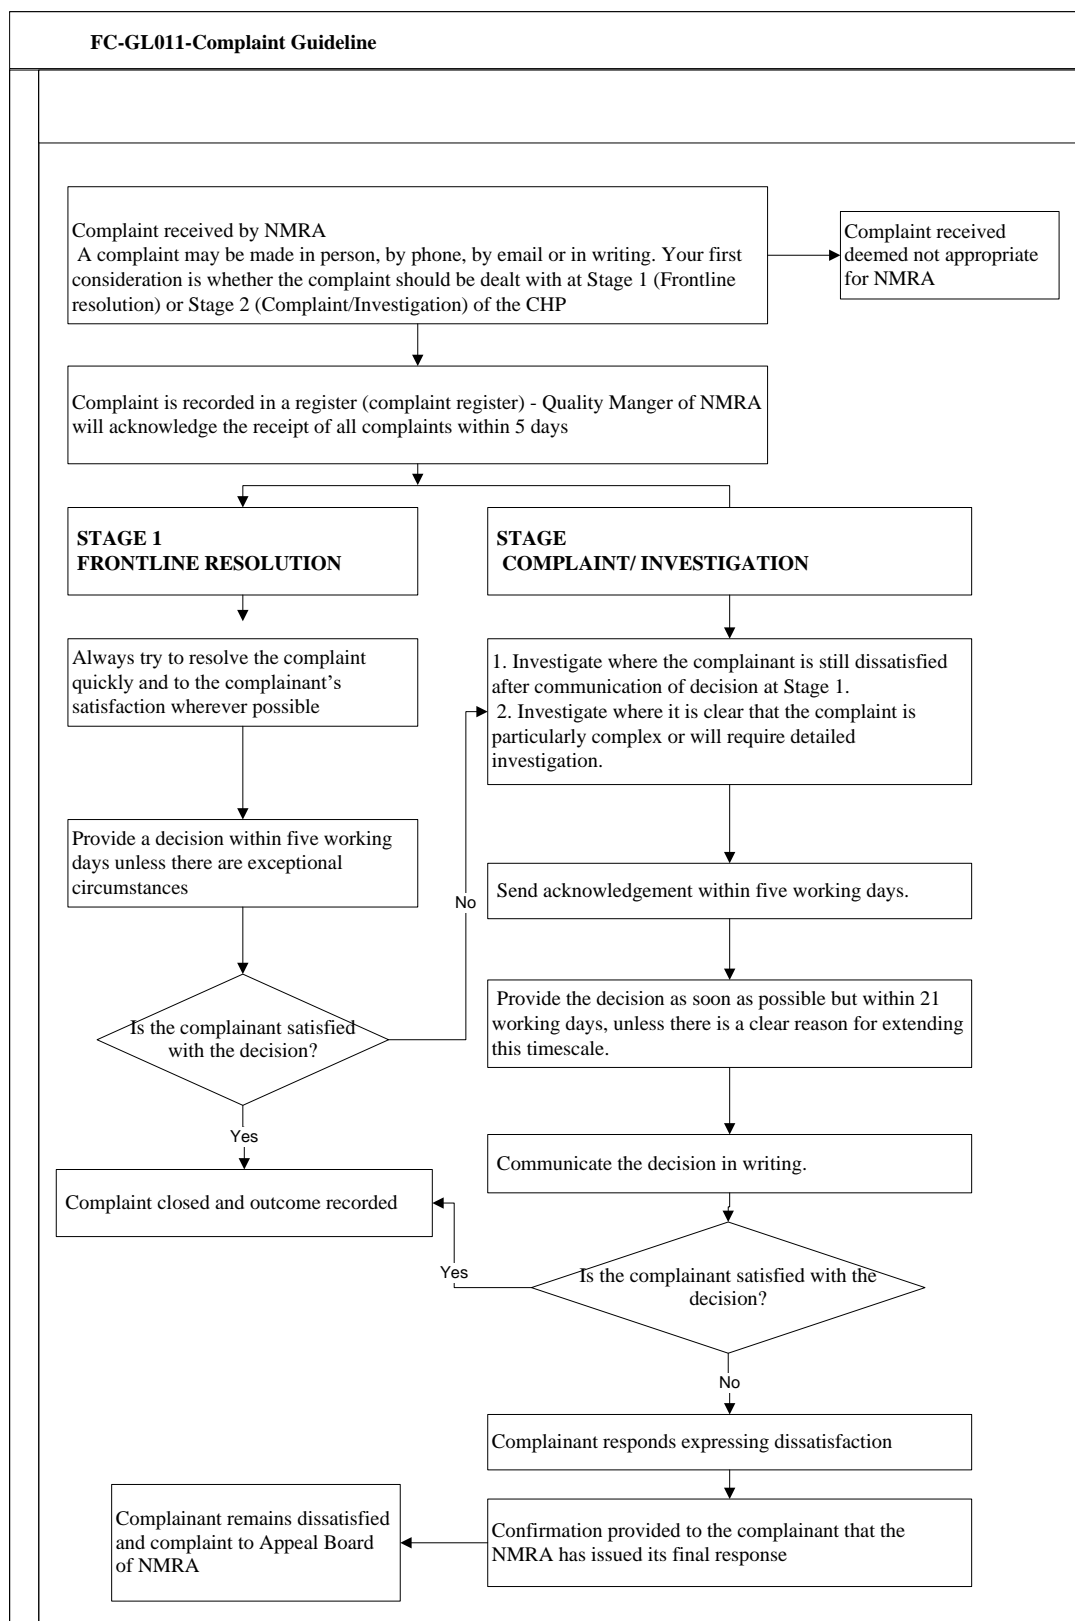 FC-GL011-Complaint Guideline
Complaint received by NMRA
A complaint may be made in person, by phone, by email or in writing. Your first
consideration is whether the complaint should be dealt with at Stage 1 (Frontline
resolution) or Stage 2 (Complaint/Investigation) of the CHP
Complaint received
deemed not appropriate
for NMRA
Complaint is recorded in a register (complaint register) - Quality Manger of NMRA
will acknowledge the receipt of all complaints within 5 days
STAGE 1
FRONTLINE RESOLUTION
STAGE
COMPLAINT/ INVESTIGATION
Always try to resolve the complaint
quickly and to the complainant's
satisfaction wherever possible
1. Investigate where the complainant is still dissatisfied
after communication of decision at Stage 1.
2. Investigate where it is clear that the complaint is
particularly complex or will require detailed
investigation.
Provide a decision within five working
days unless there are exceptional
circumstances
No
Send acknowledgement within five working days.
Is the complainant satisfied
with the decision?
Provide the decision as soon as possible but within 21
working days, unless there is a clear reason for extending
this timescale.
Yes
Communicate the decision in writing.
Complaint closed and outcome recorded
Yes
Is the complainant satisfied with the
decision?
No
Complainant responds expressing dissatisfaction
Complainant remains dissatisfied
and complaint to Appeal Board
of NMRA
Confirmation provided to the complainant that the
NMRA has issued its final response